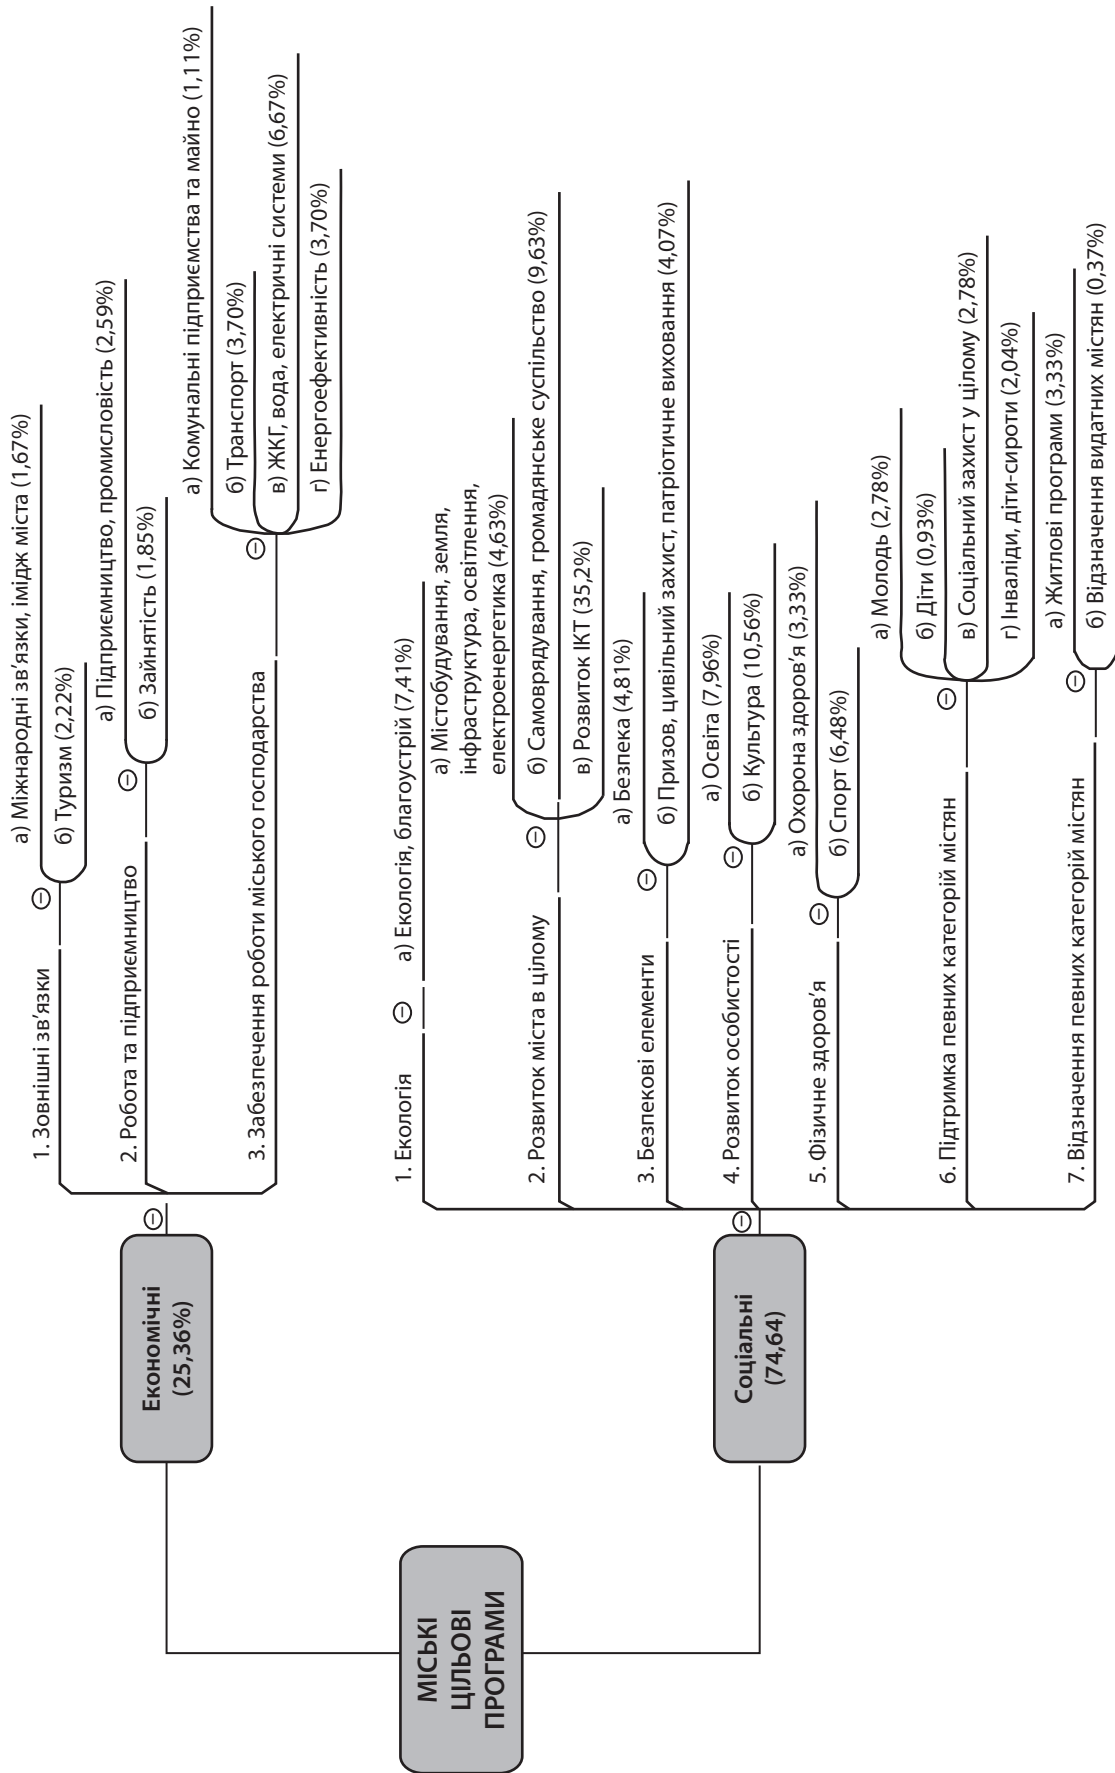 МІСЬКІ
ЦІЛЬОВІ
ПРОГРАМИ
Економічні
(25,36%)
1. Зовнішні зв’язки
а) Міжнародні зв’язки, імідж міста (1,67%)
б) Туризм (2,22%)
2. Робота та підприємництво
а) Підприємництво, промисловість (2,59%)
б) Зайнятість (1,85%)
3. Забезпечення роботи міського господарства
а) Комунальні підприємства та майно (1,11%)
б) Транспорт (3,70%)
в) ЖКГ, вода, електричні системи (6,67%)
г) Енергоефективність (3,70%)
Соціальні
(74,64)
1. Екологія
а) Екологія, благоустрій (7,41%)
2. Розвиток міста в цілому
а) Містобудування, земля,
інфраструктура, освітлення,
електроенергетика (4,63%)
б) Самоврядування, громадянське суспільство (9,63%)
в) Розвиток ІКТ (35,2%)
3. Безпекові елементи
а) Безпека (4,81%)
б) Призов, цивільний захист, патріотичне виховання (4,07%)
4. Розвиток особистості
а) Освіта (7,96%)
б) Культура (10,56%)
5. Фізичне здоров’я
а) Охорона здоров’я (3,33%)
б) Спорт (6,48%)
6. Підтримка певних категорій містян
а) Молодь (2,78%)
б) Діти (0,93%)
в) Соціальний захист у цілому (2,78%)
г) Інваліди, діти-сироти (2,04%)
7. Відзначення певних категорій містян
а) Житлові програми (3,33%)
б) Відзначення видатних містян (0,37%)